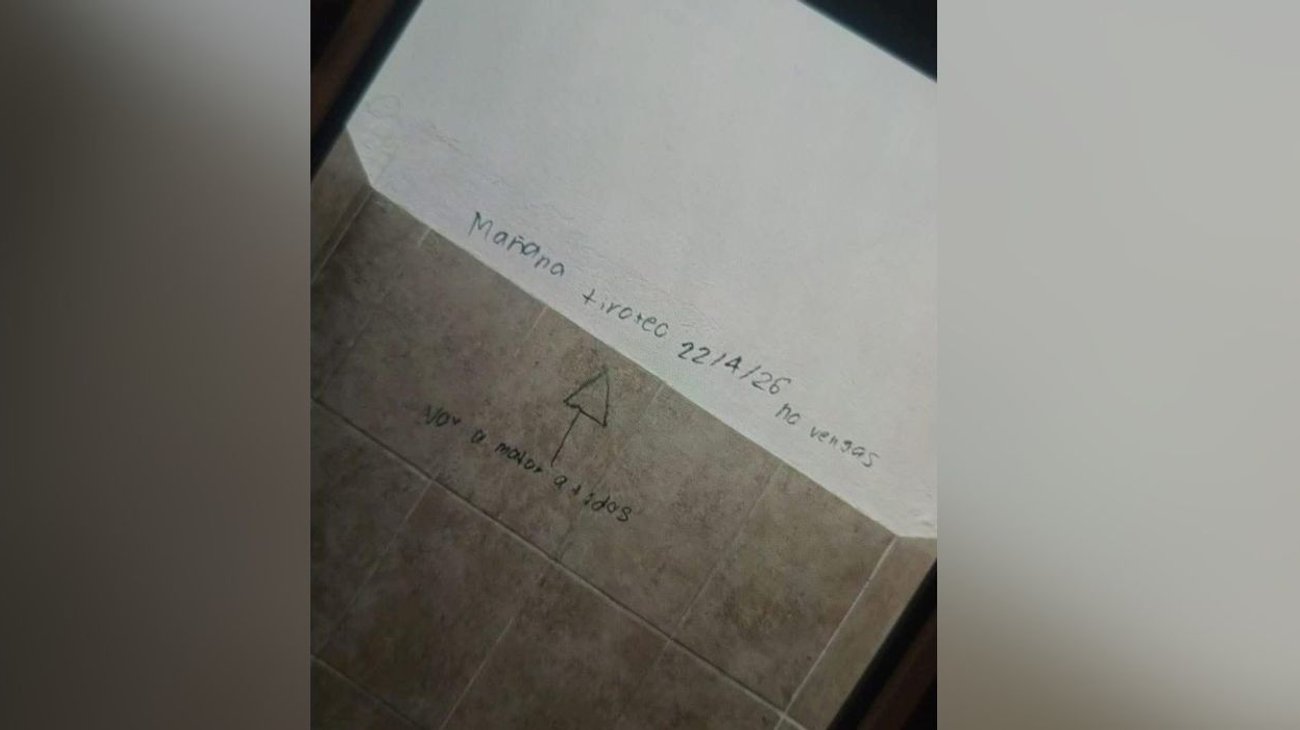 Mañana tiroteo 22/4/26 no vengas
Voy a matar a todos